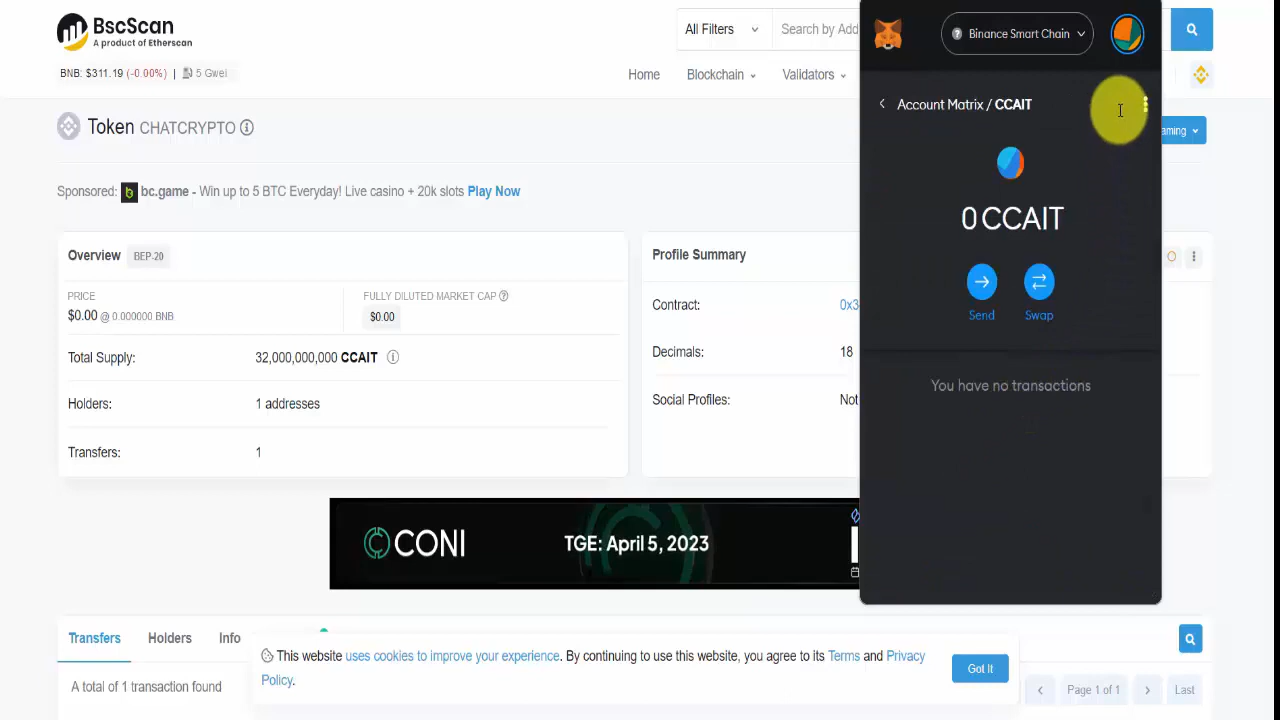 BscScan
A product of Etherscan
All Filters
Search by Add
BNB: $311.19 (-0.00%) | 5 Gwei
Home
Blockchain
Validators
Token CHATCRYPTO
Sponsored: bc.game - Win up to 5 BTC Everyday! Live casino + 20k slots Play Now
Overview BEP-20
PRICE
$0.00 @ 0.000000 BNB
FULLY DILUTED MARKET CAP
$0.00
Total Supply: 32,000,000,000 CCAIT
Holders: 1 addresses
Transfers: 1
Profile Summary
Contract: 0x3
Decimals: 18
Social Profiles: Not
Binance Smart Chain
Account Matrix / CCAIT
aming
0 CCAIT
Send
Swap
You have no transactions
CONI
TGE: April 5, 2023
Transfers
Holders
Info
This website uses cookies to improve your experience. By continuing to use this website, you agree to its Terms and Privacy
Policy.
Got It
A total of 1 transaction found
Page 1 of 1
Last